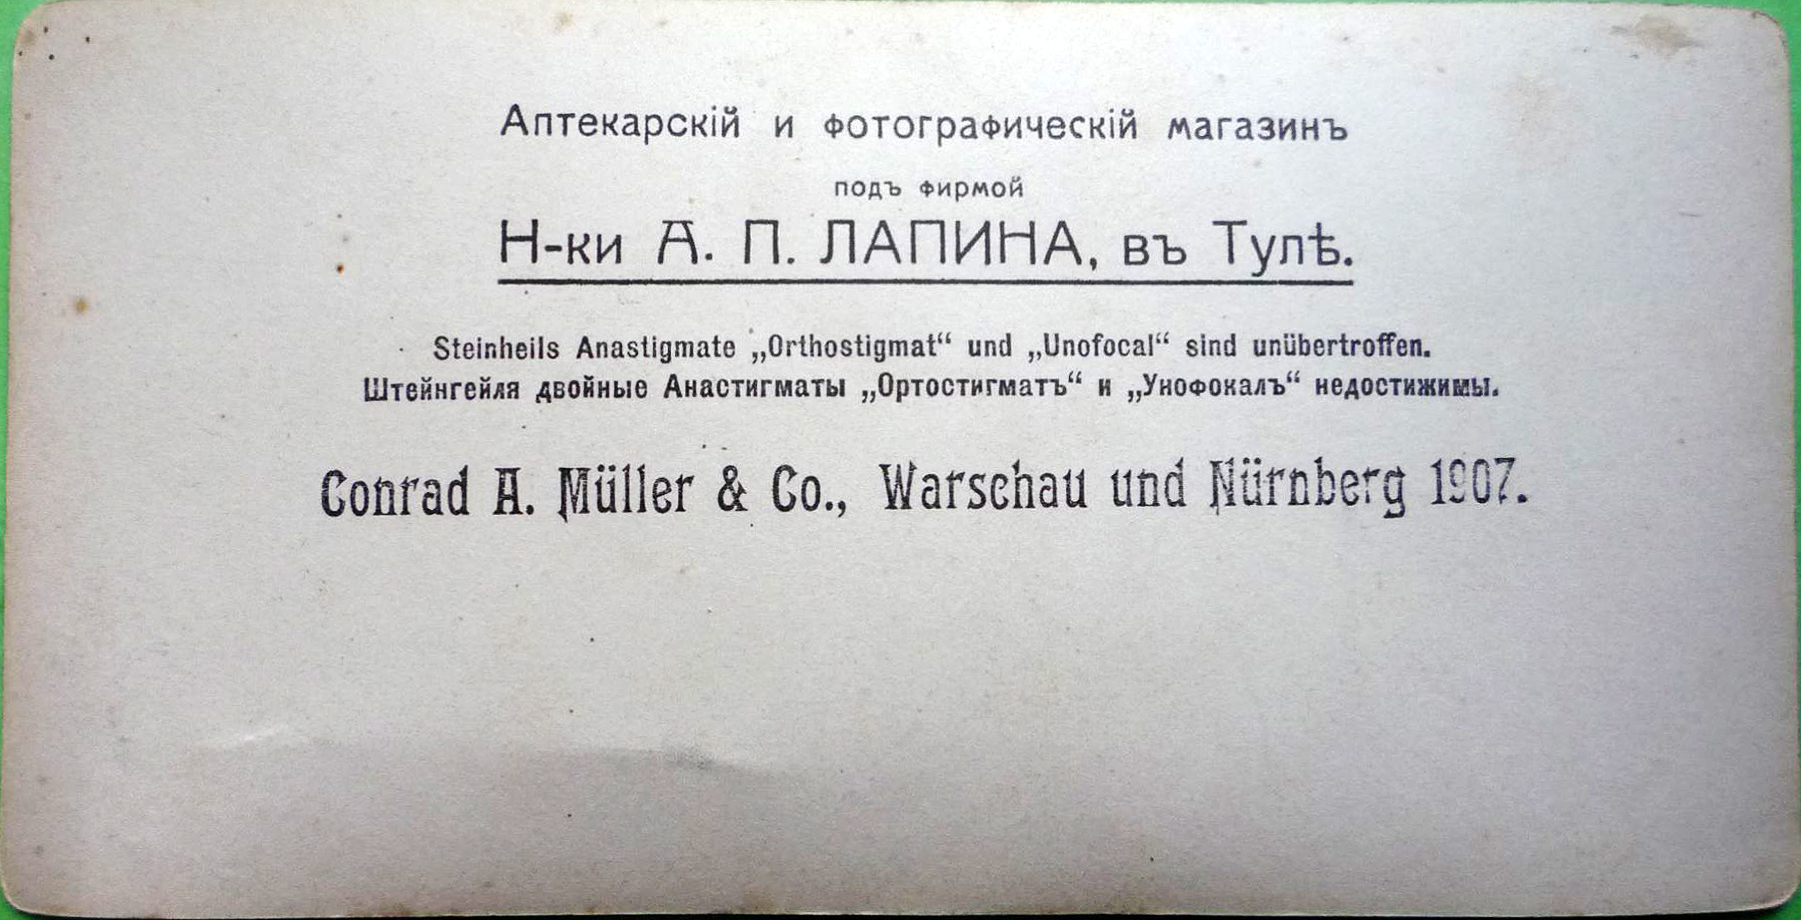 Аптекарскій и фотографическій магазинъ
подъ фирмой
Н-ки А. П. ЛАПИНА, въ Тулѣ.
Steinheils Anastigmate „Orthostigmat“ und „Unofocal“ sind unübertroffen.
Штейнгейля двойные Анастигматы „Ортостигматъ“ и „Унофокалъ“ недостижимы.
Conrad A. Müller & Co., Warschau und Nürnberg 1907.